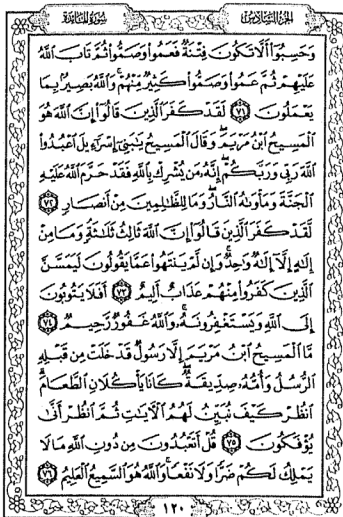 الجزء السادس
سورة المائدة
وَحَسِبُوٓا۟ أَلَّا تَكُونَ فِتْنَةٌ فَعَمُوا۟ وَصَمُّوا۟ ثُمَّ تَابَ ٱللَّهُ
عَلَيْهِمْ ثُمَّ عَمُوا۟ وَصَمُّوا۟ كَثِيرٌ مِّنْهُمْ ۚ وَٱللَّهُ بَصِيرٌۢ بِمَا
يَعْمَلُونَ ٧١ لَقَدْ كَفَرَ ٱلَّذِينَ قَالُوٓا۟ إِنَّ ٱللَّهَ هُوَ
ٱلْمَسِيحُ ٱبْنُ مَرْيَمَ ۖ وَقَالَ ٱلْمَسِيحُ يَٰبَنِىٓ إِسْرَٰٓءِيلَ ٱعْبُدُوا۟
ٱللَّهَ رَبِّى وَرَبَّكُمْ ۖ إِنَّهُۥ مَن يُشْرِكْ بِٱللَّهِ فَقَدْ حَرَّمَ ٱللَّهُ عَلَيْهِ
ٱلْجَنَّةَ وَمَأْوَىٰهُ ٱلنَّارُ ۖ وَمَا لِلظَّٰلِمِينَ مِنْ أَنصَارٍ ٧٢
لَّقَدْ كَفَرَ ٱلَّذِينَ قَالُوٓا۟ إِنَّ ٱللَّهَ ثَالِثُ ثَلَٰثَةٍ ۘ وَمَا مِنْ
إِلَٰهٍ إِلَّآ إِلَٰهٌ وَٰحِدٌ ۚ وَإِن لَّمْ يَنتَهُوا۟ عَمَّا يَقُولُونَ لَيَمَسَّنَّ
ٱلَّذِينَ كَفَرُوا۟ مِنْهُمْ عَذَابٌ أَلِيمٌ ٧٣ أَفَلَا يَتُوبُونَ
إِلَى ٱللَّهِ وَيَسْتَغْفِرُونَهُۥ ۚ وَٱللَّهُ غَفُورٌ رَّحِيمٌ ٧٤
مَّا ٱلْمَسِيحُ ٱبْنُ مَرْيَمَ إِلَّا رَسُولٌ قَدْ خَلَتْ مِن قَبْلِهِ
ٱلرُّسُلُ وَأُمُّهُۥ صِدِّيقَةٌ ۖ كَانَا يَأْكُلَانِ ٱلطَّعَامَ ۗ
ٱنظُرْ كَيْفَ نُبَيِّنُ لَهُمُ ٱلْـَٔايَٰتِ ثُمَّ ٱنظُرْ أَنَّىٰ
يُؤْفَكُونَ ٧٥ قُلْ أَتَعْبُدُونَ مِن دُونِ ٱللَّهِ مَا لَا
يَمْلِكُ لَكُمْ ضَرًّا وَلَا نَفْعًا ۚ وَٱللَّهُ هُوَ ٱلسَّمِيعُ ٱلْعَلِيمُ ٧٦
١٢٠